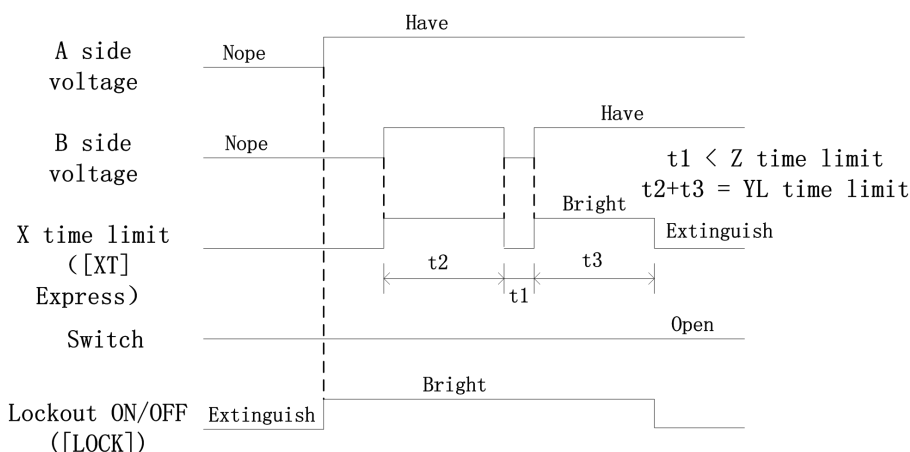 Have
A side
voltage
Nope
Have
B side
voltage
Nope
t1 < Z time limit
t2+t3 = YL time limit
Bright
X time limit
([XT]
Express)
Extinguish
t2
t3
t1
Switch
Open
Bright
Lockout ON/OFF
([LOCK])
Extinguish